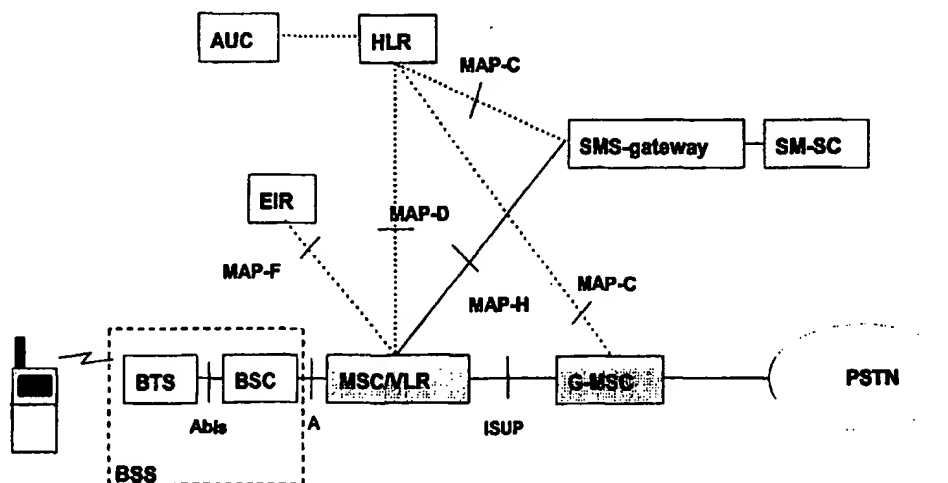 AUC
HLR
MAP-C
SMS-gateway
SM-SC
EIR
MAP-D
MAP-F
MAP-H
MAP-C
BTS
BSC
MSC/VLR
G-MSC
PSTN
Abis
A
ISUP
BSS